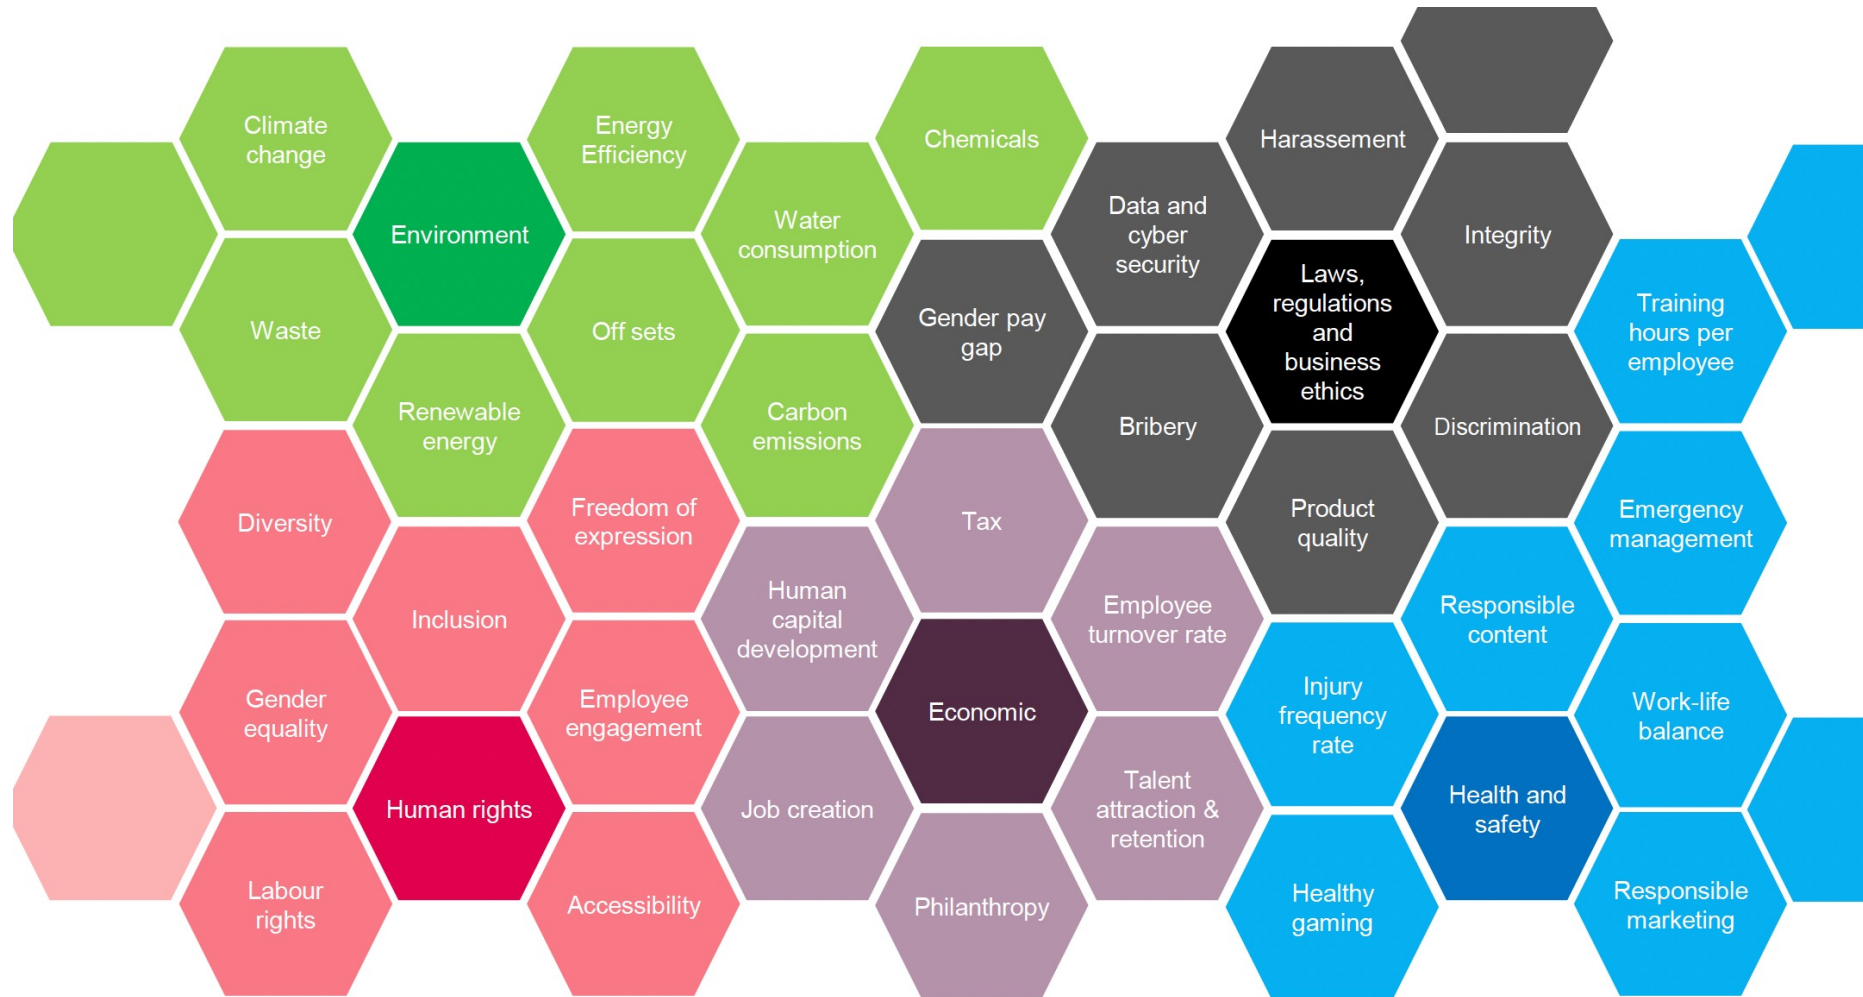 Climate
change
Energy
Efficiency
Chemicals
Harassement
Environment
Water
consumption
Data and
cyber
security
Integrity
Waste
Off sets
Gender pay
gap
Laws,
regulations
and
business
ethics
Training
hours per
employee
Renewable
energy
Carbon
emissions
Bribery
Discrimination
Diversity
Freedom of
expression
Tax
Product
quality
Emergency
management
Inclusion
Human
capital
development
Employee
turnover rate
Responsible
content
Gender
equality
Employee
engagement
Economic
Injury
frequency
rate
Work-life
balance
Human rights
Job creation
Talent
attraction &
retention
Health and
safety
Labour
rights
Accessibility
Philanthropy
Healthy
gaming
Responsible
marketing